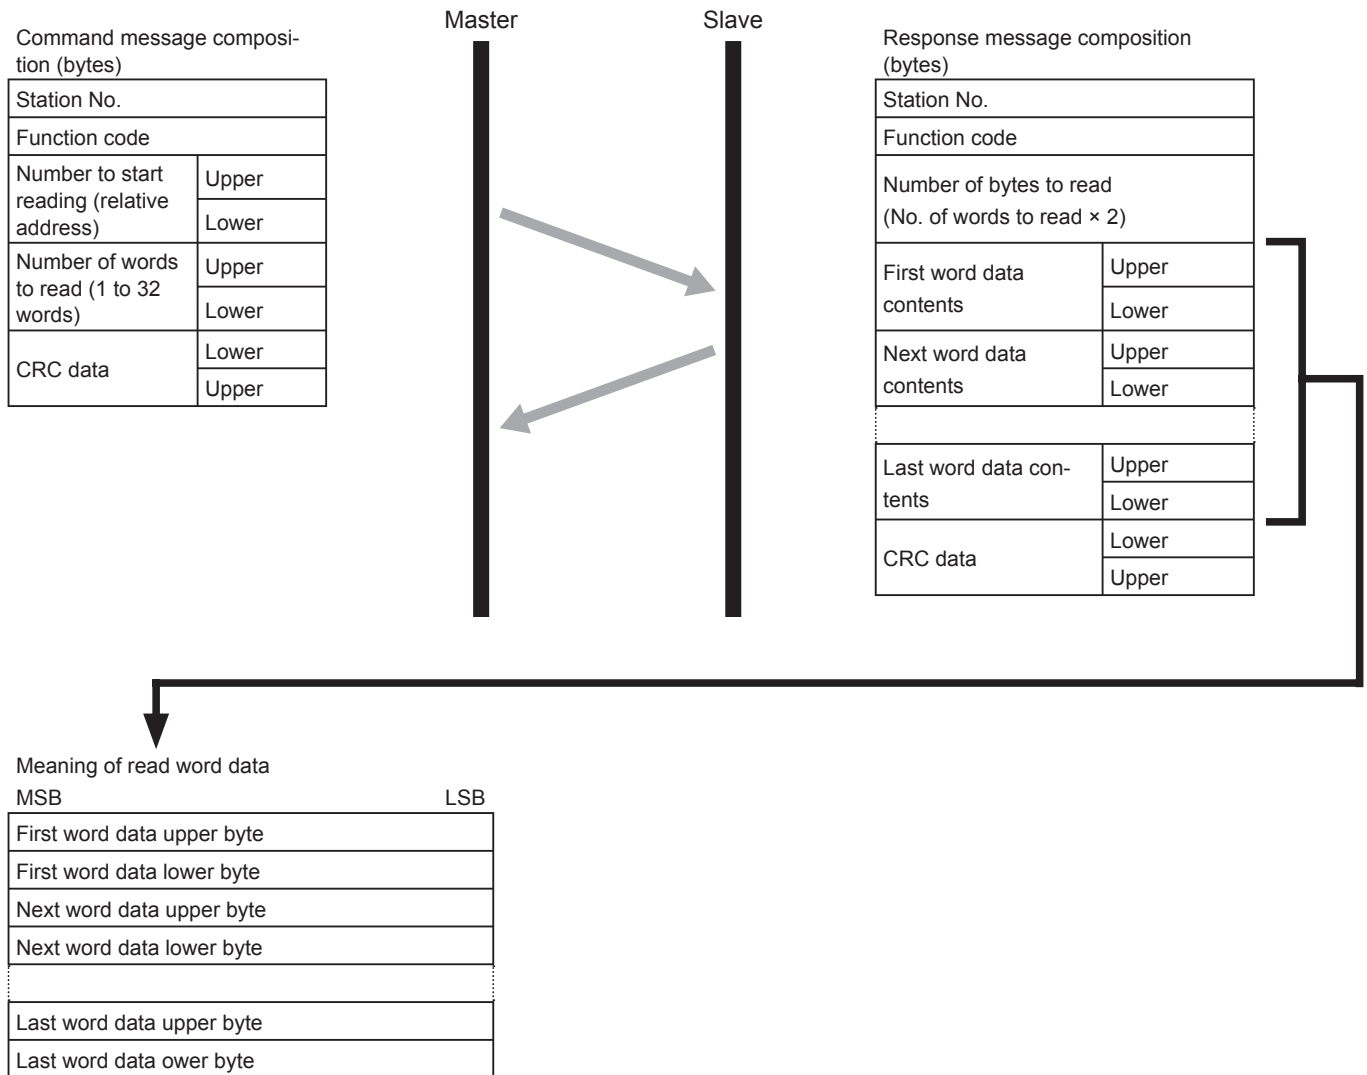 Master
Slave
Command message composi-
tion (bytes)
Station No.
Function code
Number to start
reading (relative
address)
Upper
Lower
Number of words
to read (1 to 32
words)
Upper
Lower
CRC data
Lower
Upper
Response message composition
(bytes)
Station No.
Function code
Number of bytes to read
(No. of words to read × 2)
First word data
contents
Upper
Lower
Next word data
contents
Upper
Lower
Last word data con-
tents
Upper
Lower
CRC data
Lower
Upper
Meaning of read word data
MSB LSB
First word data upper byte
First word data lower byte
Next word data upper byte
Next word data lower byte
Last word data upper byte
Last word data ower byte